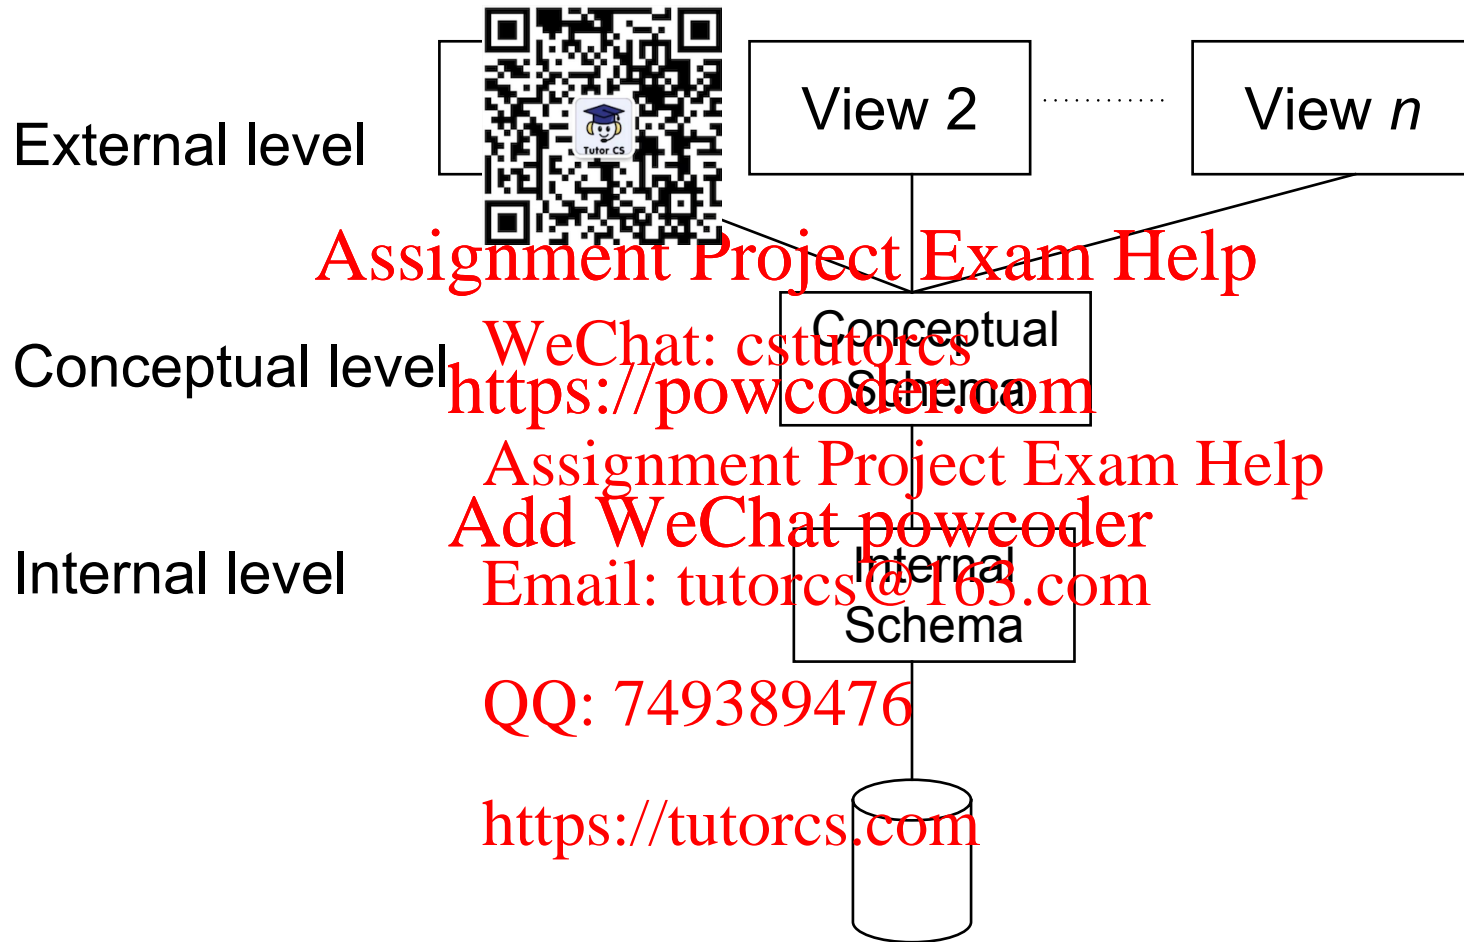 View 2
View n
External level
Tutor CS
Assignment Project Exam Help
Conceptual
WeChat: cstutorcs
Conceptual level
https://powcoder.com
Schema
Assignment Project Exam Help
Add WeChat powcoder
Internal level
Internal
Email: tutorcs@163.com
Schema
QQ: 749389476
https://tutorcs.com